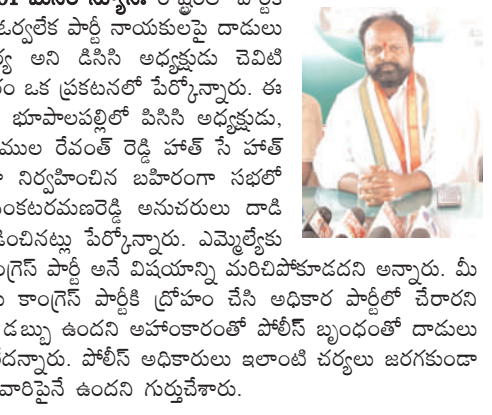 ఓర్వలేక పార్టీ నాయకులపై దాడులు
అని డిసిసి అధ్యక్షుడు చెవిటి
ఒక ప్రకటనలో పేర్కోన్నారు. ఈ
భూపాలపల్లిలో పిసిసి అధ్యక్షుడు,
ముల రేవంత్ రెడ్డి హాత్ సే హాత్
నిర్వహించిన బహిరంగా సభలో
ంకటరమణరెడ్డి అనుచరులు దాడి
డించినట్లు పేర్కోన్నారు. ఎమ్మెల్యేకు
ంగ్రెస్ పార్టీ అనే విషయాన్ని మరిచిపోకూడదని అన్నారు. మీ
కాంగ్రెస్ పార్టీకి ద్రోహం చేసి అధికార పార్టీలో చేరారని
డబ్బు ఉందని అహంకారంతో పోలీస్ బృందంతో దాడులు
దన్నారు. పోలీస్ అధికారులు ఇలాంటి చర్యలు జరగకుండా
వారిపైనే ఉందని గుర్తుచేశారు.